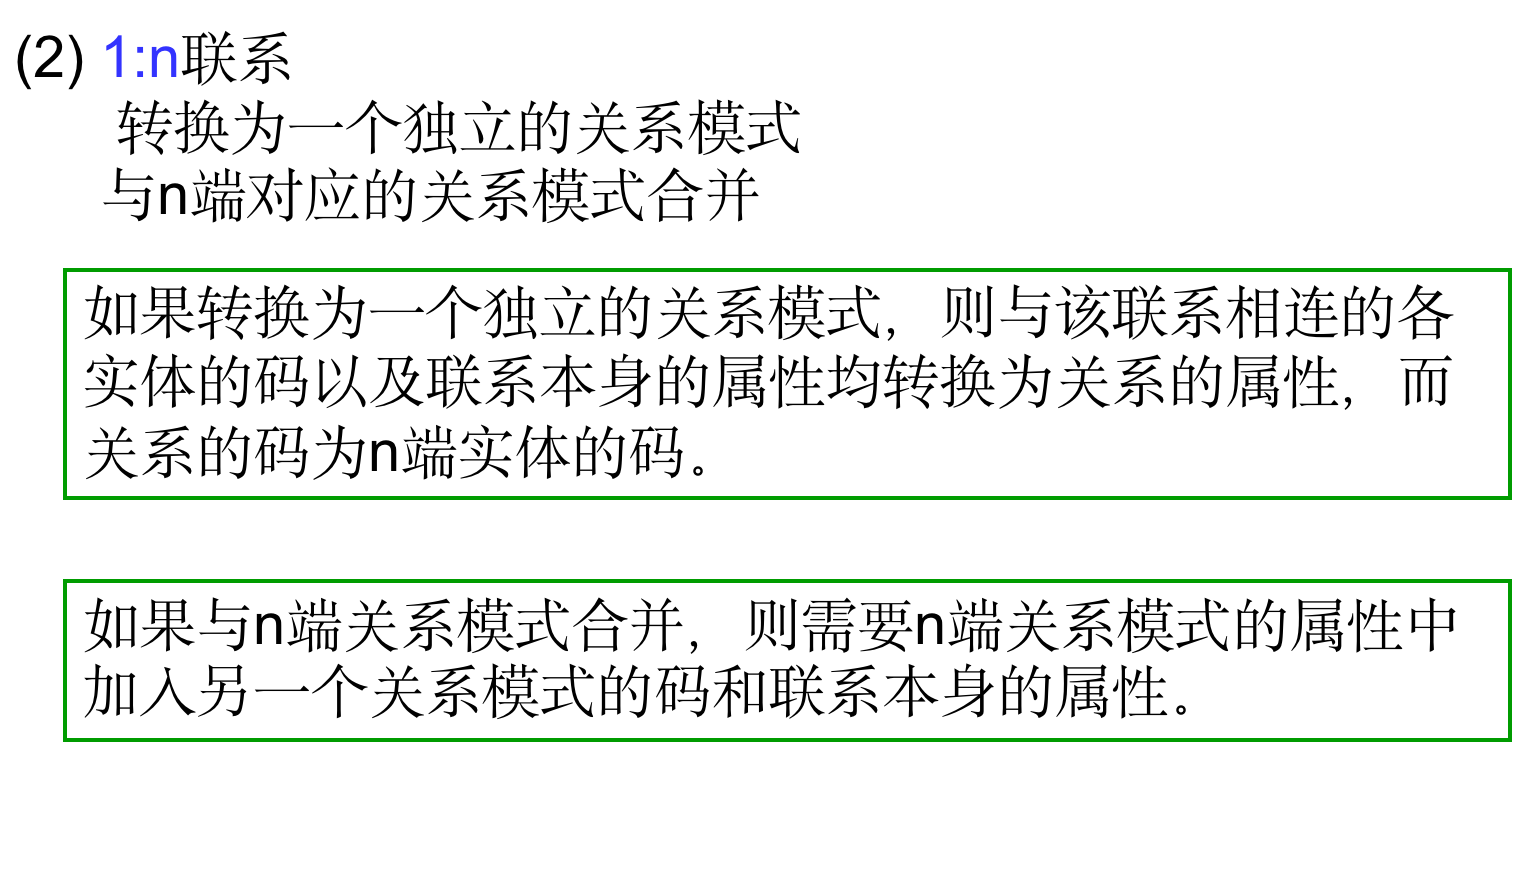 (2) 1:n联系
转换为一个独立的关系模式
与n端对应的关系模式合并
如果转换为一个独立的关系模式，则与该联系相连的各
实体的码以及联系本身的属性均转换为关系的属性，而
关系的码为n端实体的码。
如果与n端关系模式合并，则需要n端关系模式的属性中
加入另一个关系模式的码和联系本身的属性。